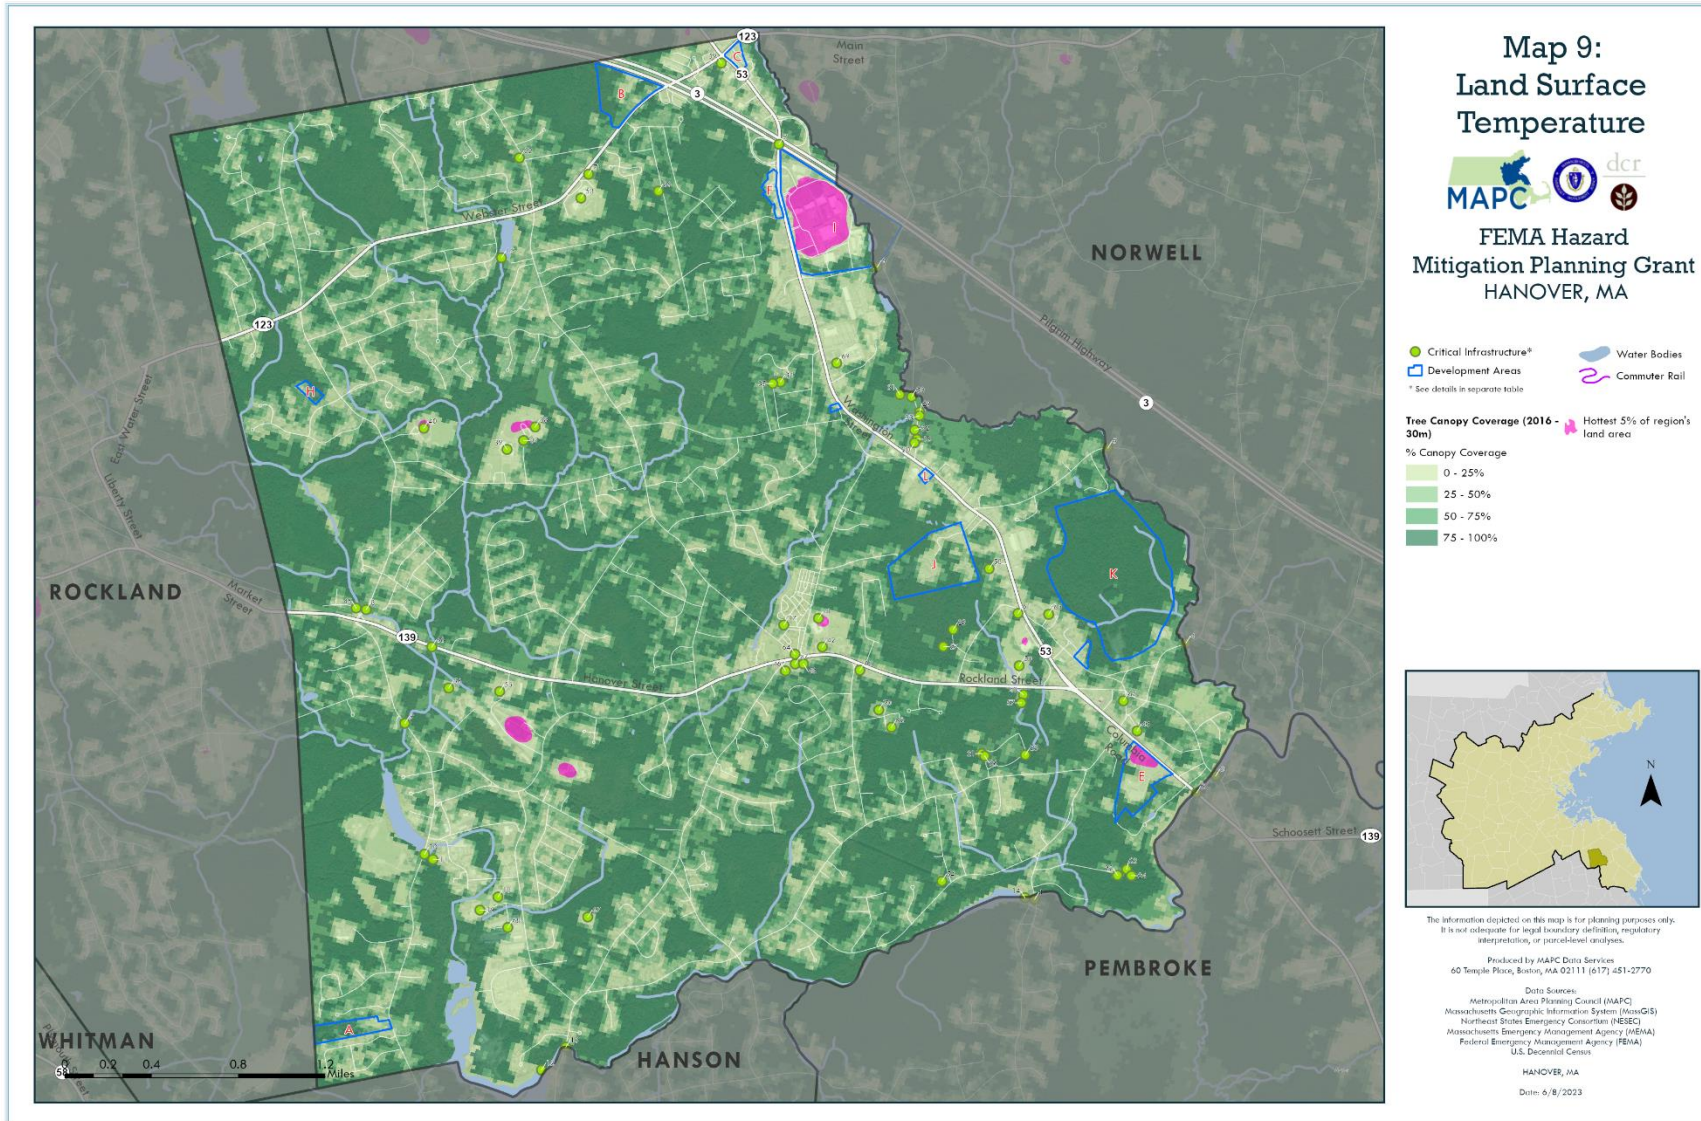 Map 9:
Land Surface
Temperature
MAPC
dcr
FEMA Hazard
Mitigation Planning Grant
HANOVER, MA
Critical Infrastructure*
Development Areas
* See details in separate table
Water Bodies
Commuter Rail
Tree Canopy Coverage (2016 -
30m)
Hottest 5% of region's
land area
% Canopy Coverage
0 - 25%
25 - 50%
50 - 75%
75 - 100%
N
The information depicted on this map is for planning purposes only.
It is not adequate for legal boundary definition, regulatory
interpretation, or parcel-level analyses.
Produced by MAPC Data Services
60 Temple Place, Boston, MA 02111 (617) 451-2770
Data Sources:
Metropolitan Area Planning Council (MAPC)
Massachusetts Geographic Information System (MassGIS)
Northeast States Emergency Consortium (NESEC)
Massachusetts Emergency Management Agency (MEMA)
Federal Emergency Management Agency (FEMA)
U.S. Decennial Census
HANOVER, MA
Date: 6/8/2023
123
Main
Street
C
53
B
3
F
I
NORWELL
Webster Street
Pilgrim Highway
123
H
East Water Street
Liberty Street
Washington
Street
3
L
J
K
ROCKLAND
Market
Street
139
Hanover Street
53
Rockland Street
Columbia
Road
E
Schoosett Street
139
PEMBROKE
A
WHITMAN
HANSON
58
0 0.2 0.4 0.8 1.2
Miles